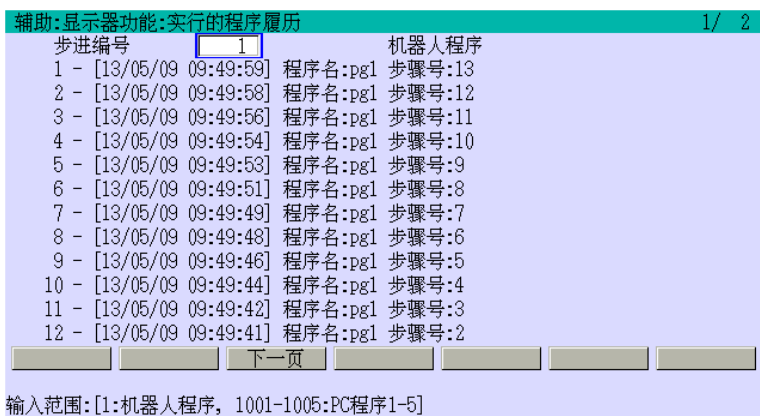 辅助:显示器功能:实行的程序履历 1/ 2
步进编号 1 机器人程序
1 - [13/05/09 09:49:59] 程序名:pg1 步骤号:13
2 - [13/05/09 09:49:58] 程序名:pg1 步骤号:12
3 - [13/05/09 09:49:56] 程序名:pg1 步骤号:11
4 - [13/05/09 09:49:54] 程序名:pg1 步骤号:10
5 - [13/05/09 09:49:53] 程序名:pg1 步骤号:9
6 - [13/05/09 09:49:51] 程序名:pg1 步骤号:8
7 - [13/05/09 09:49:49] 程序名:pg1 步骤号:7
8 - [13/05/09 09:49:48] 程序名:pg1 步骤号:6
9 - [13/05/09 09:49:46] 程序名:pg1 步骤号:5
10 - [13/05/09 09:49:44] 程序名:pg1 步骤号:4
11 - [13/05/09 09:49:42] 程序名:pg1 步骤号:3
12 - [13/05/09 09:49:41] 程序名:pg1 步骤号:2
下一页
输入范围:[1:机器人程序, 1001-1005:PC程序1-5]